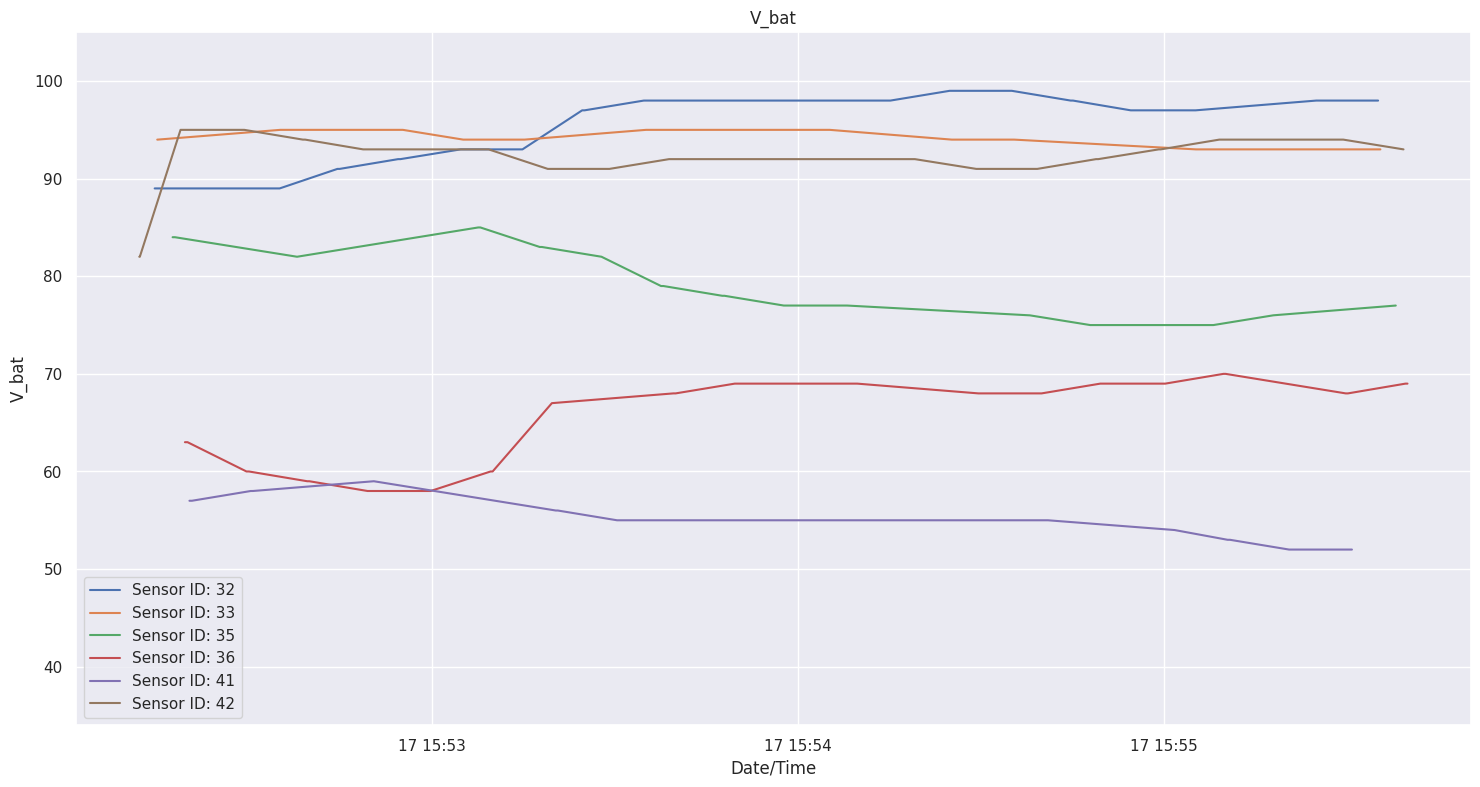 V_bat
100
90
80
70
60
50
40
V_bat
Sensor ID: 32
Sensor ID: 33
Sensor ID: 35
Sensor ID: 36
Sensor ID: 41
Sensor ID: 42
17 15:53
17 15:54
17 15:55
Date/Time